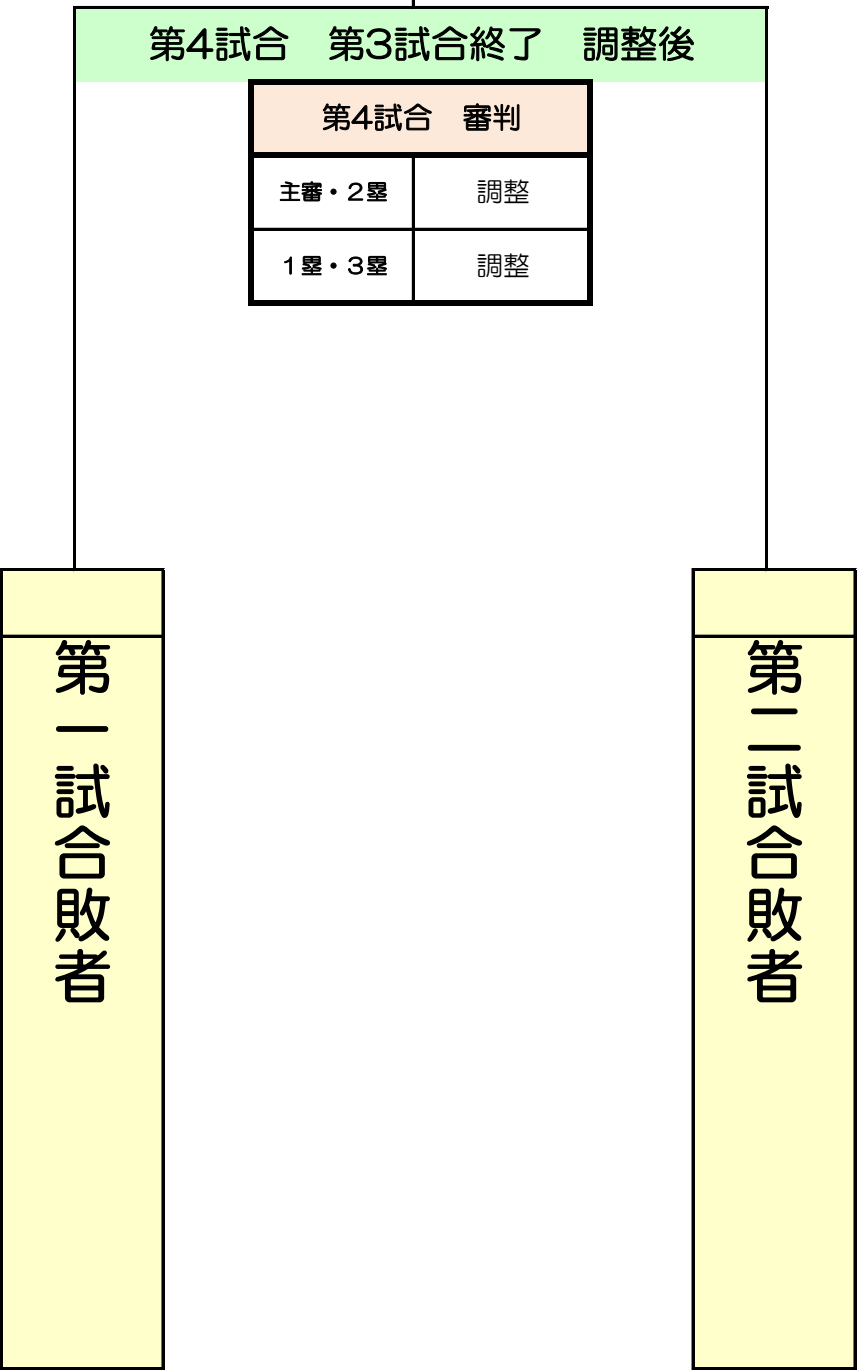 第4試合　第3試合終了　調整後
第4試合　審判
主審・２塁　調整
１塁・３塁　調整
第一試合敗者
第二試合敗者